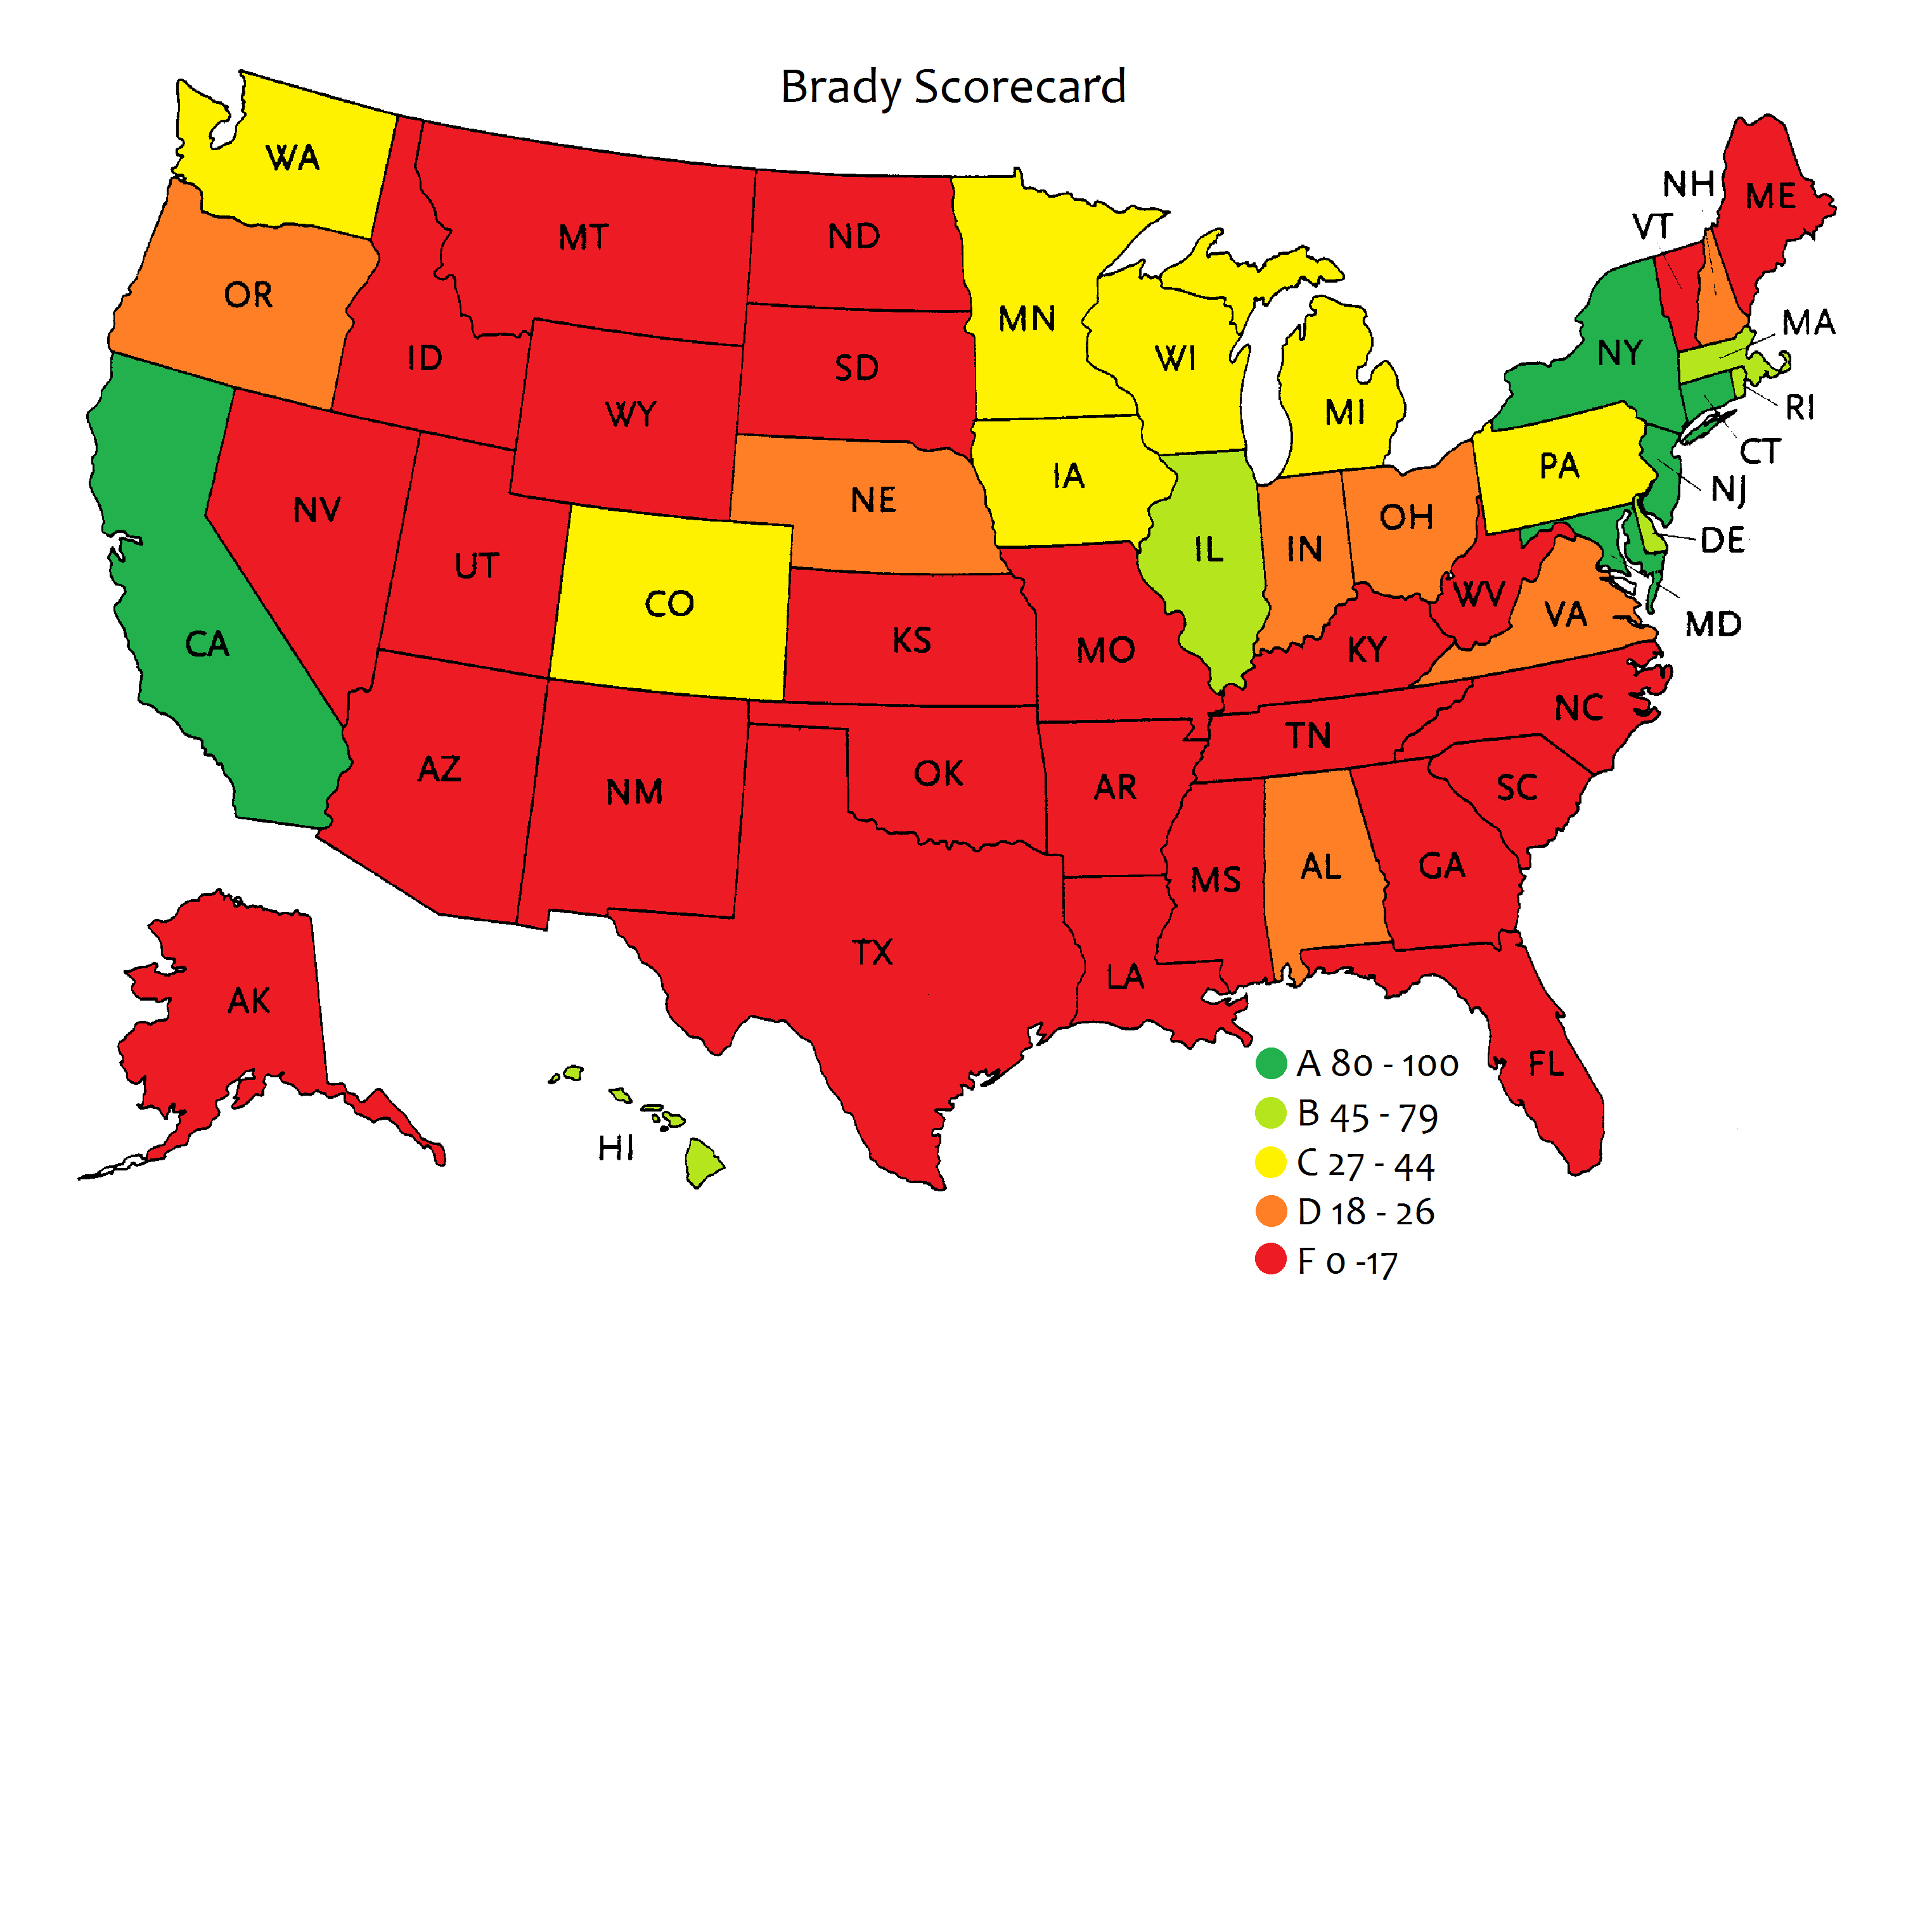 Brady Scorecard
WA
MT
ND
MN
NH
ME
VT
OR
ID
SD
WI
MI
NY
MA
RI
WY
IA
PA
CT
NJ
NV
UT
CO
NE
IL
IN
OH
DE
CA
KS
MO
KY
WV
VA
MD
AZ
NM
OK
AR
TN
NC
SC
MS
AL
GA
TX
LA
AK
HI
FL
A 80 - 100
B 45 - 79
C 27 - 44
D 18 - 26
F 0 -17